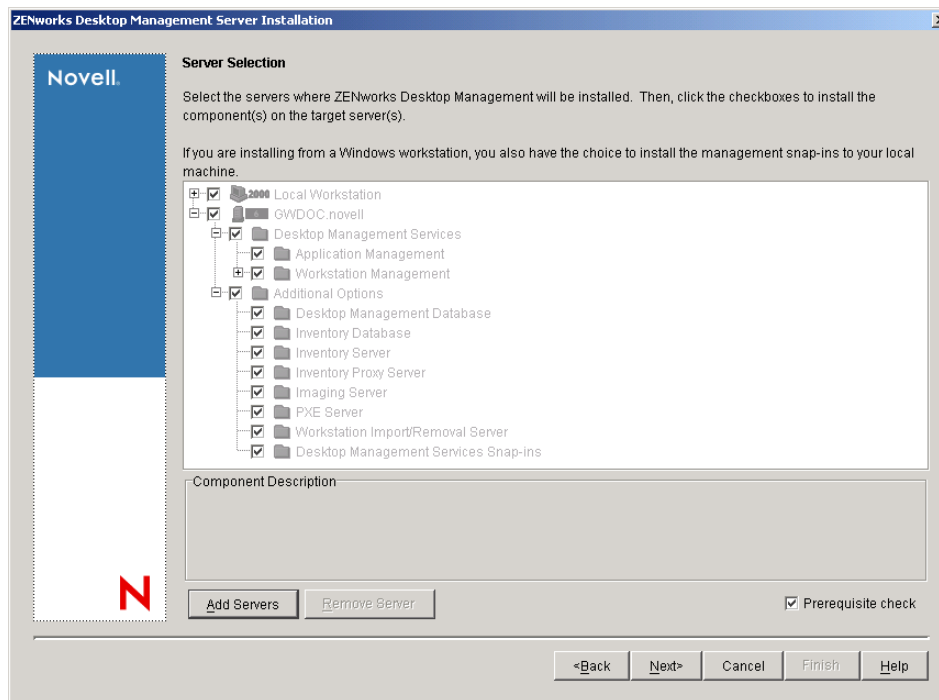 ZENworks Desktop Management Server Installation
Novell.
Server Selection
Select the servers where ZENworks Desktop Management will be installed. Then, click the checkboxes to install the
component(s) on the target server(s).
If you are installing from a Windows workstation, you also have the choice to install the management snap-ins to your local
machine.
2000 Local Workstation
6 GWDOC.novell
Desktop Management Services
Application Management
Workstation Management
Additional Options
Desktop Management Database
Inventory Database
Inventory Server
Inventory Proxy Server
Imaging Server
PXE Server
Workstation Import/Removal Server
Desktop Management Services Snap-ins
Component Description
N
Add Servers Remove Server Prerequisite check
<Back Next> Cancel Finish Help